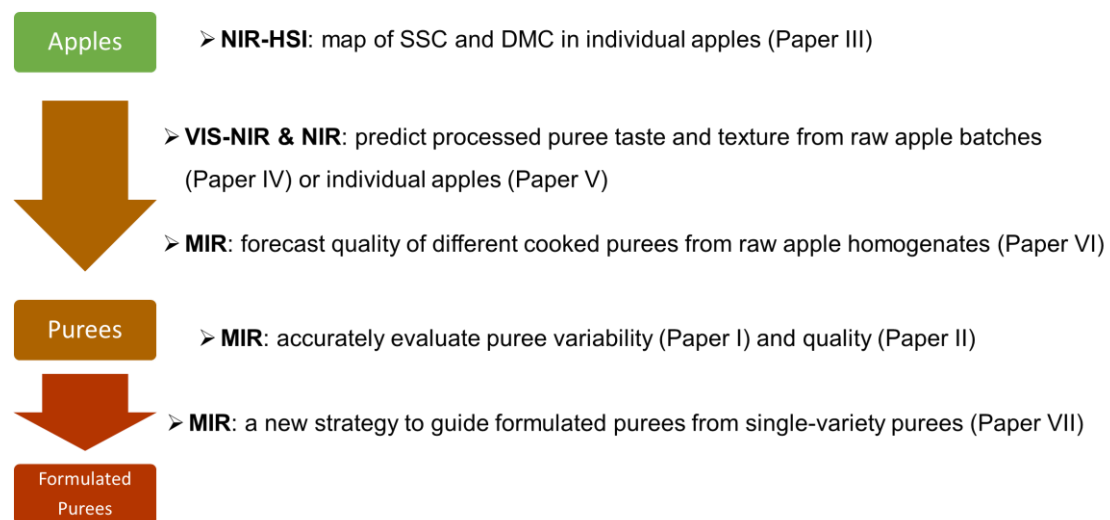 Apples
➢ NIR-HSI: map of SSC and DMC in individual apples (Paper III)
➢ VIS-NIR & NIR: predict processed puree taste and texture from raw apple batches
(Paper IV) or individual apples (Paper V)
➢ MIR: forecast quality of different cooked purees from raw apple homogenates (Paper VI)
Purees
➢ MIR: accurately evaluate puree variability (Paper I) and quality (Paper II)
➢ MIR: a new strategy to guide formulated purees from single-variety purees (Paper VII)
Formulated
Purees